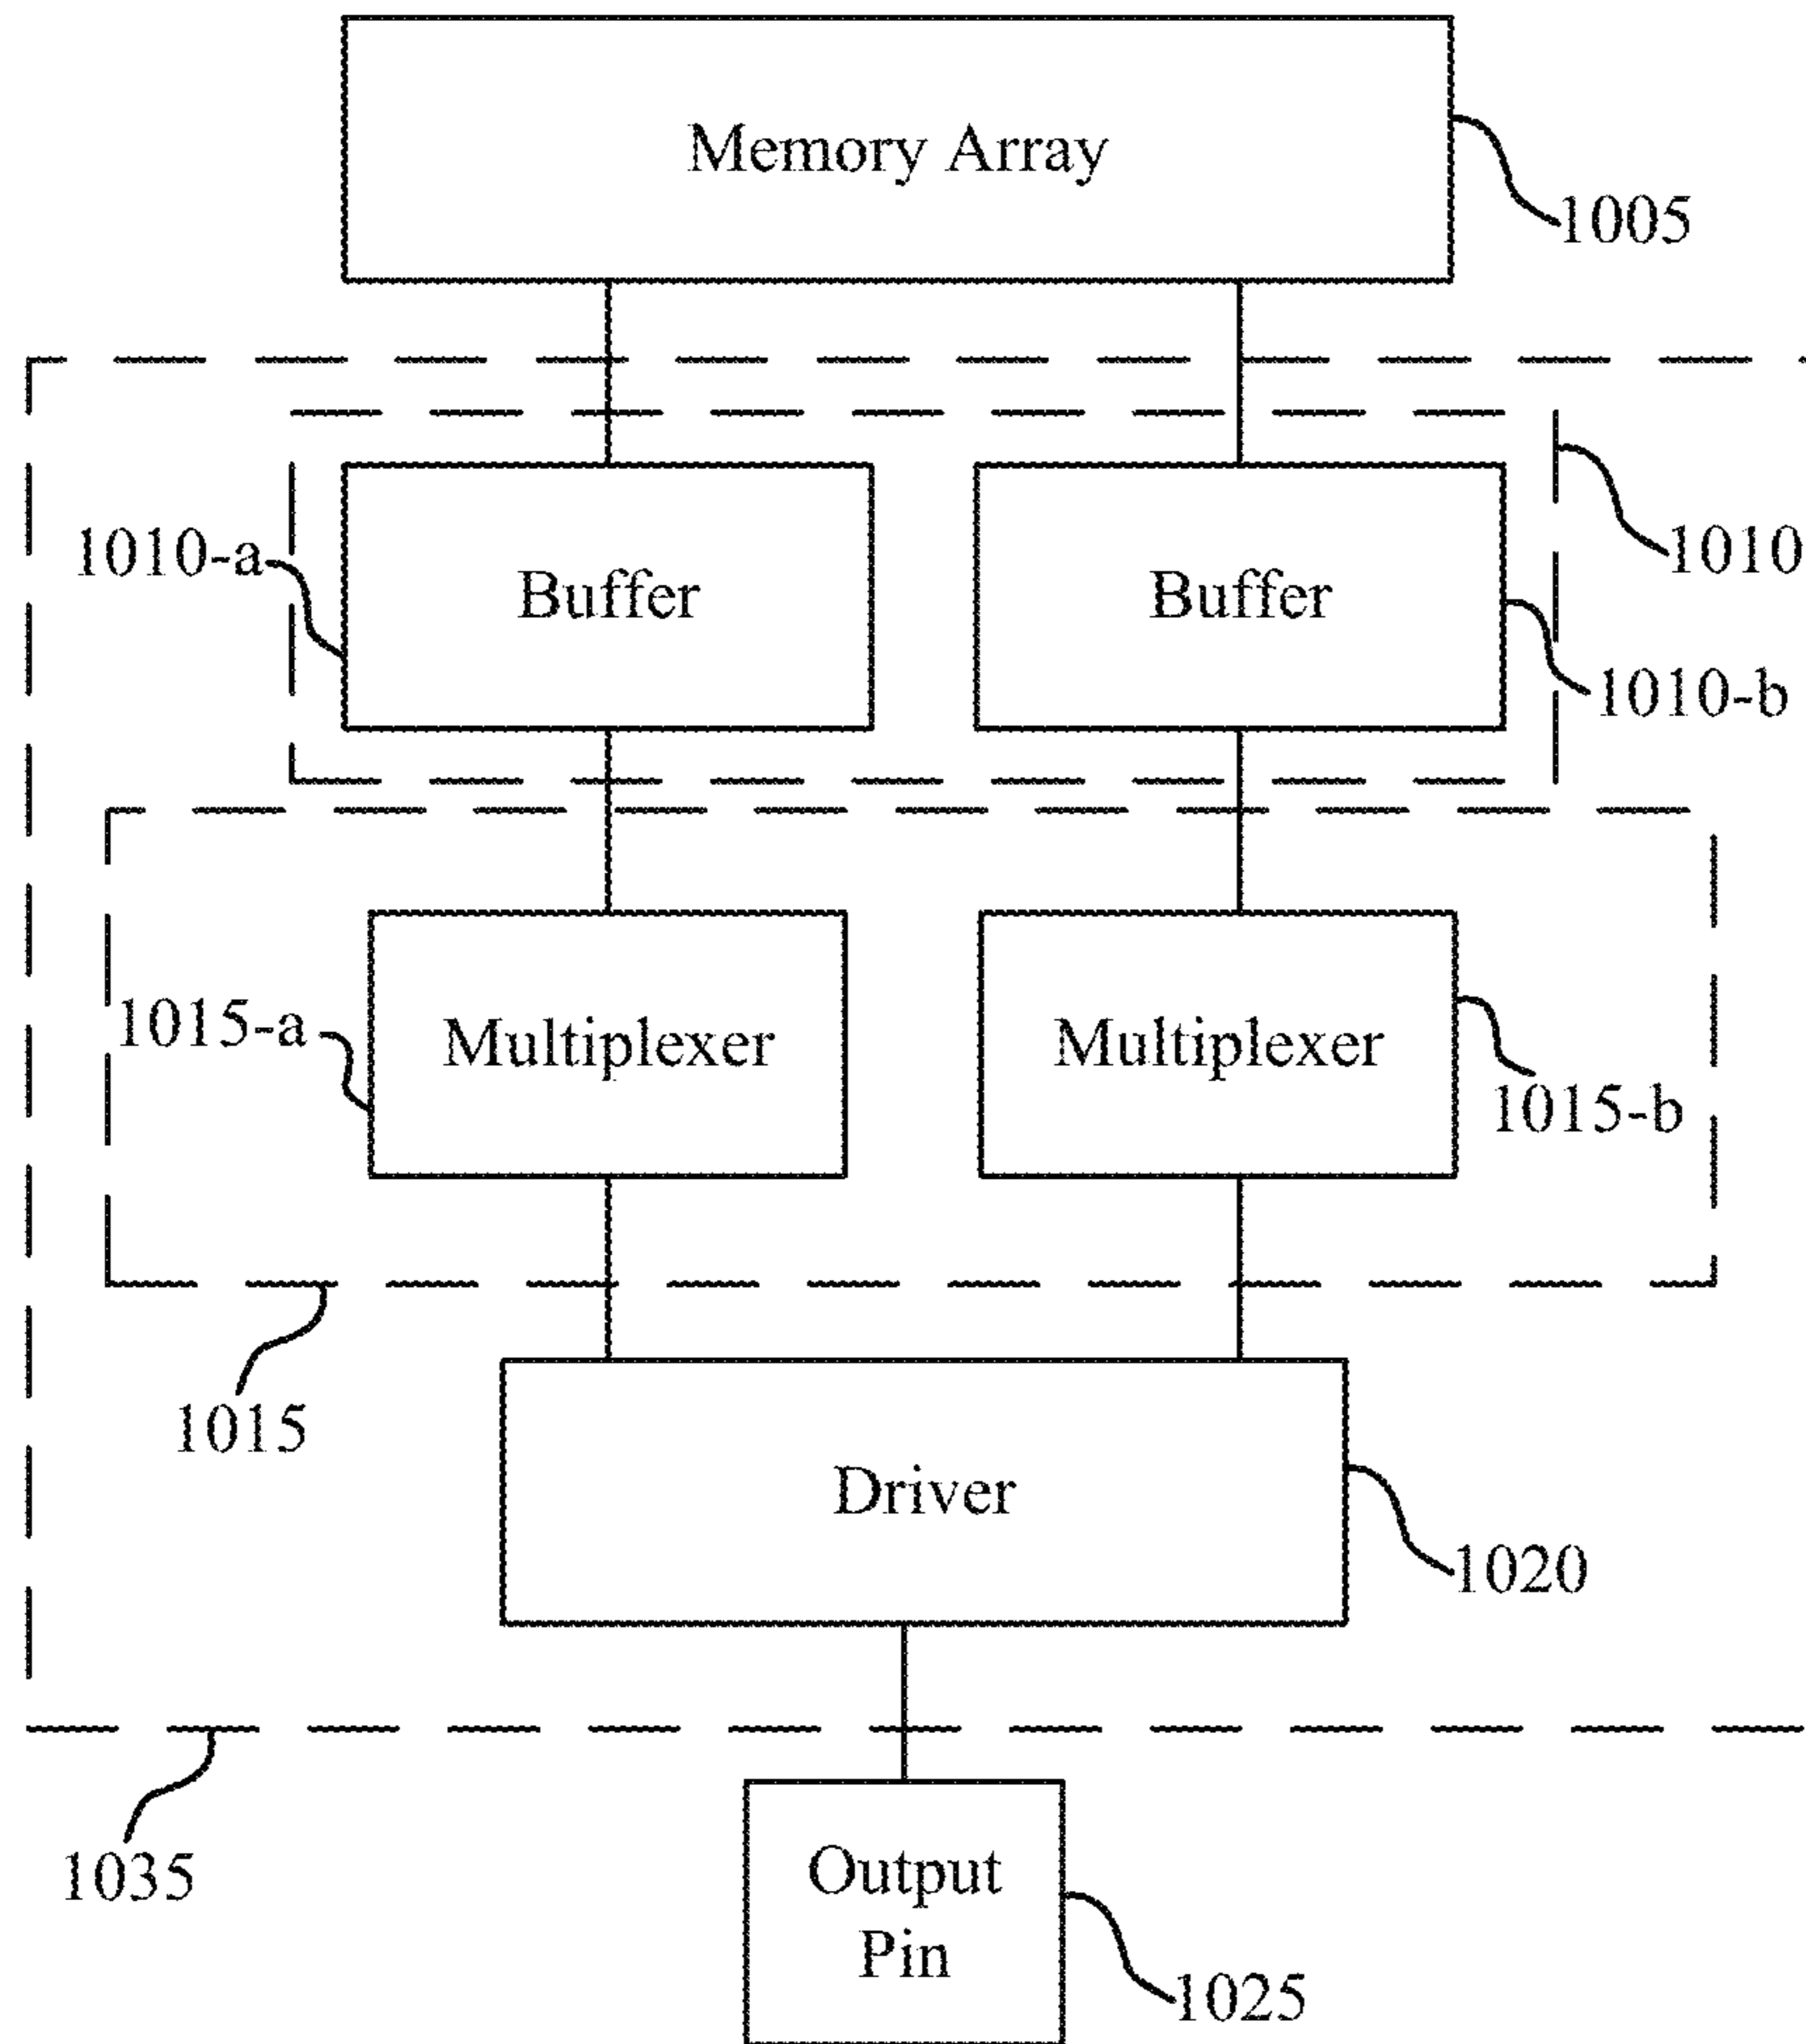 Memory Array
1005
1010-a
Buffer
Buffer
1010
1010-b
1015-a
Multiplexer
Multiplexer
1015-b
1015
Driver
1020
1035
Output
Pin
1025